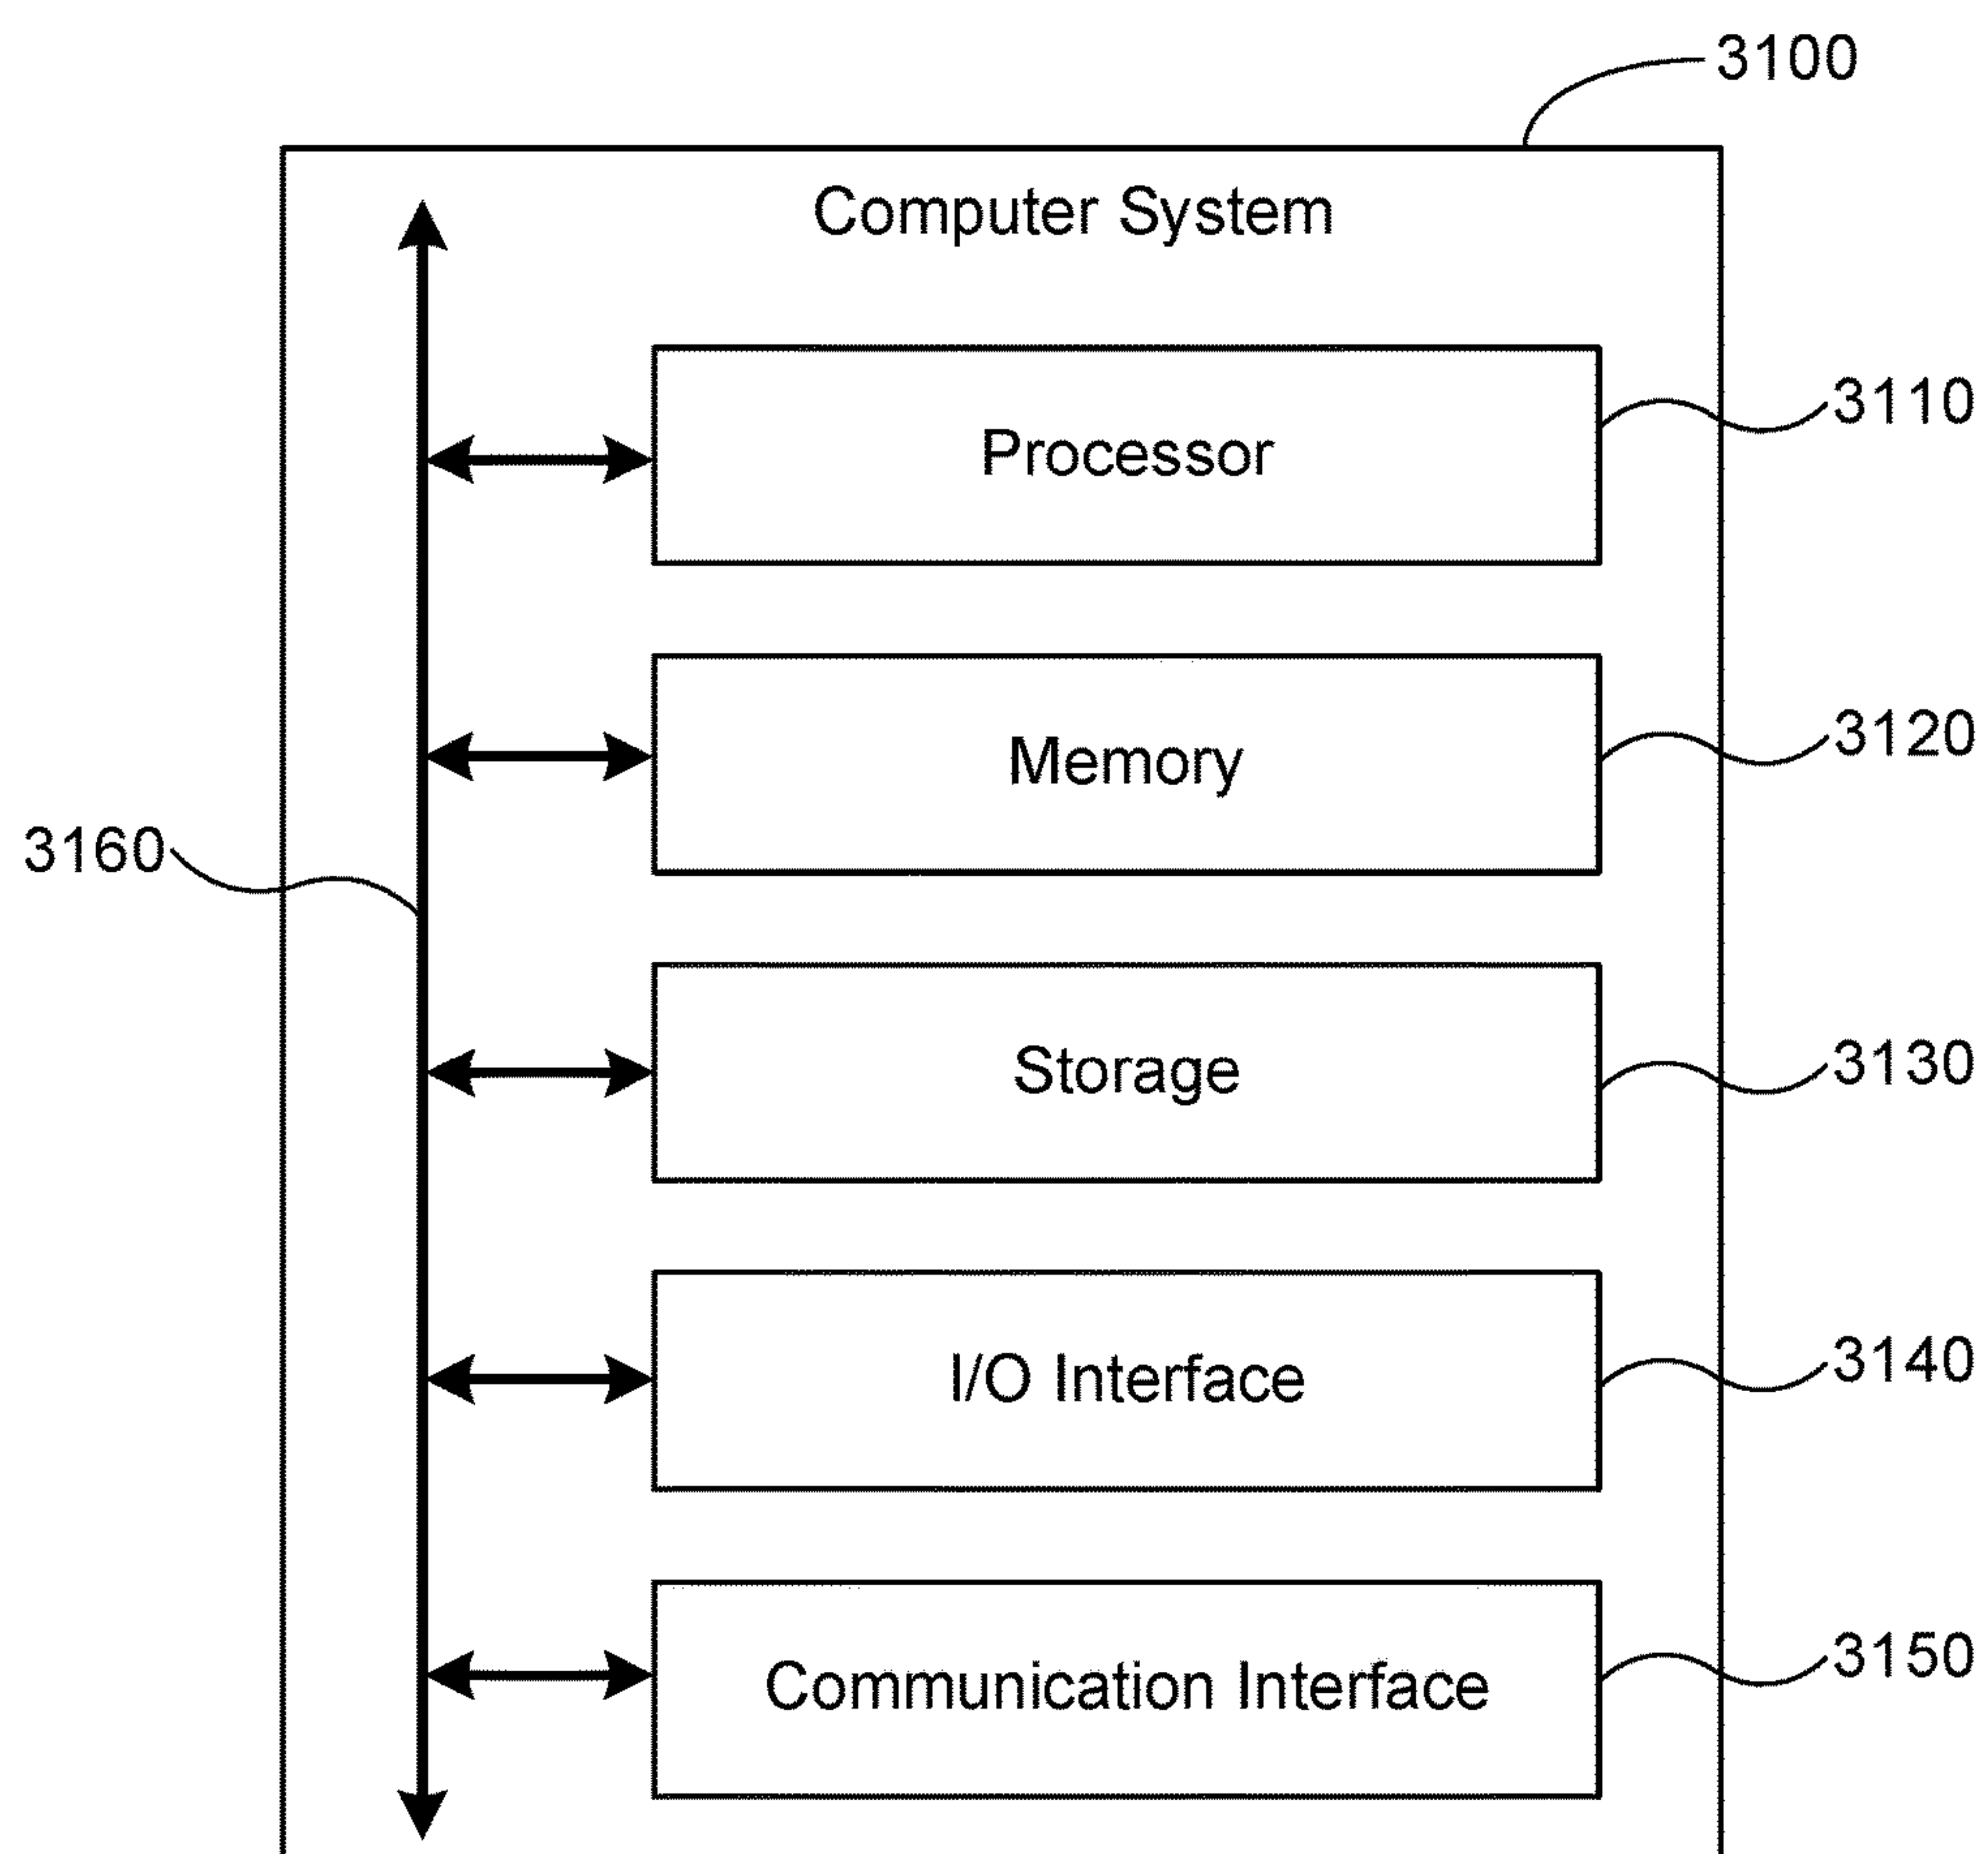 3100
Computer System
Processor
3110
Memory
3120
3160
Storage
3130
I/O Interface
3140
Communication Interface
3150